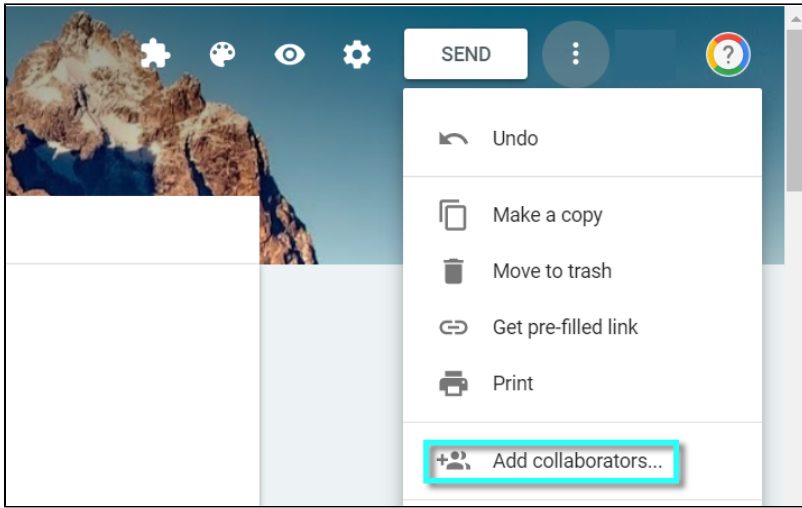 SEND
?
Undo
Make a copy
Move to trash
Get pre-filled link
Print
Add collaborators...